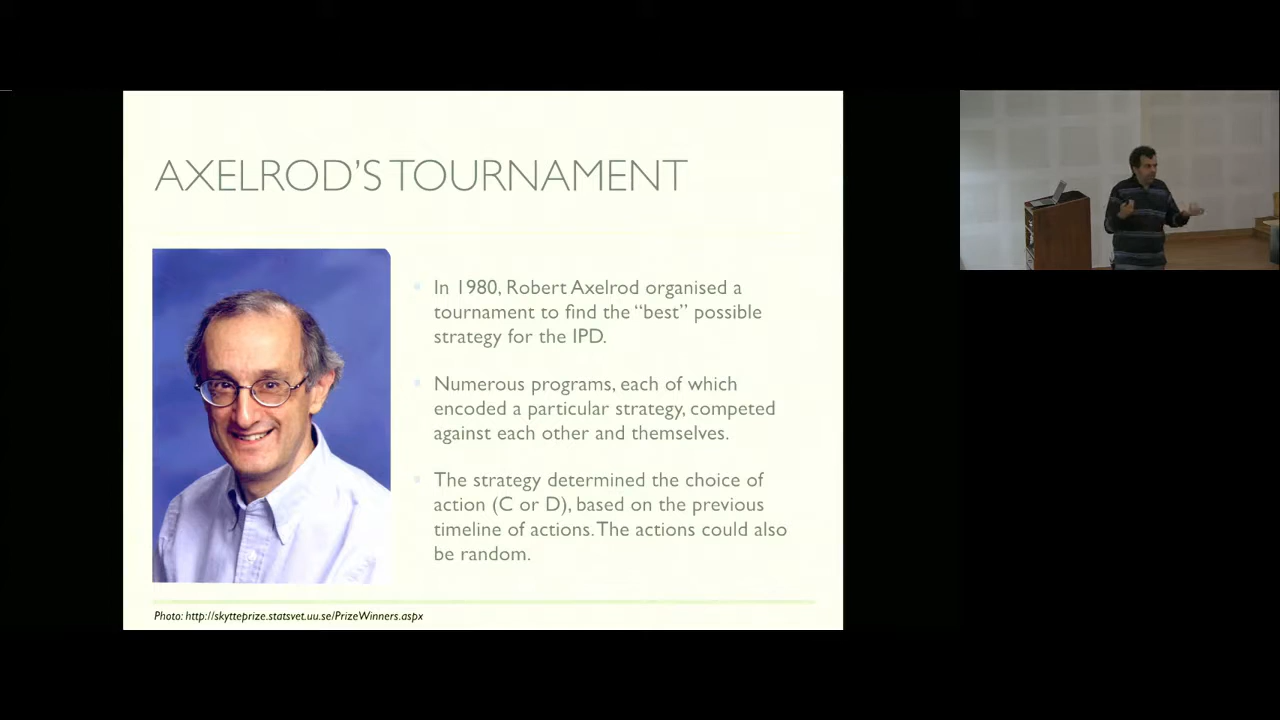 AXELROD'S TOURNAMENT
In 1980, Robert Axelrod organised a
tournament to find the “best” possible
strategy for the IPD.
Numerous programs, each of which
encoded a particular strategy, competed
against each other and themselves.
The strategy determined the choice of
action (C or D), based on the previous
timeline of actions. The actions could also
be random.
Photo: http://skytteprize.statsvet.uu.se/PrizeWinners.aspx